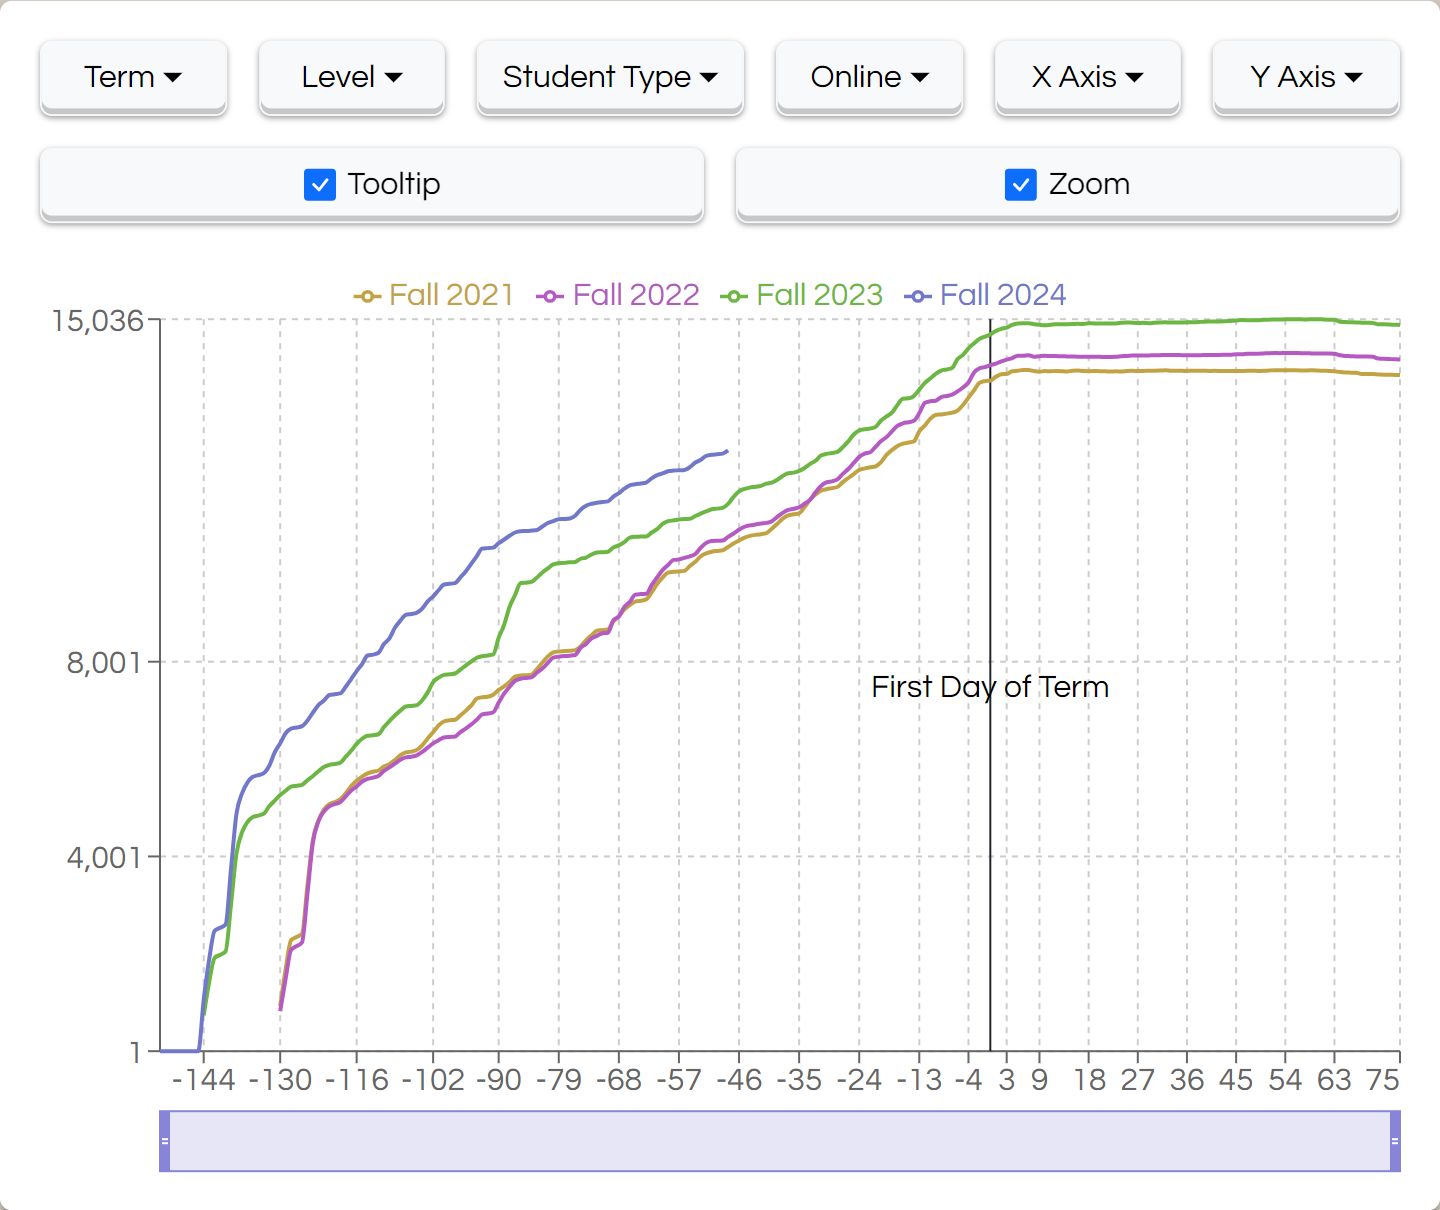 Term Level Student Type Online X Axis Y Axis
Tooltip Zoom
Fall 2021 Fall 2022 Fall 2023 Fall 2024
15,036
8,001
First Day of Term
4,001
1
-144 -130 -116 -102 -90 -79 -68 -57 -46 -35 -24 -13 -4 3 9 18 27 36 45 54 63 75